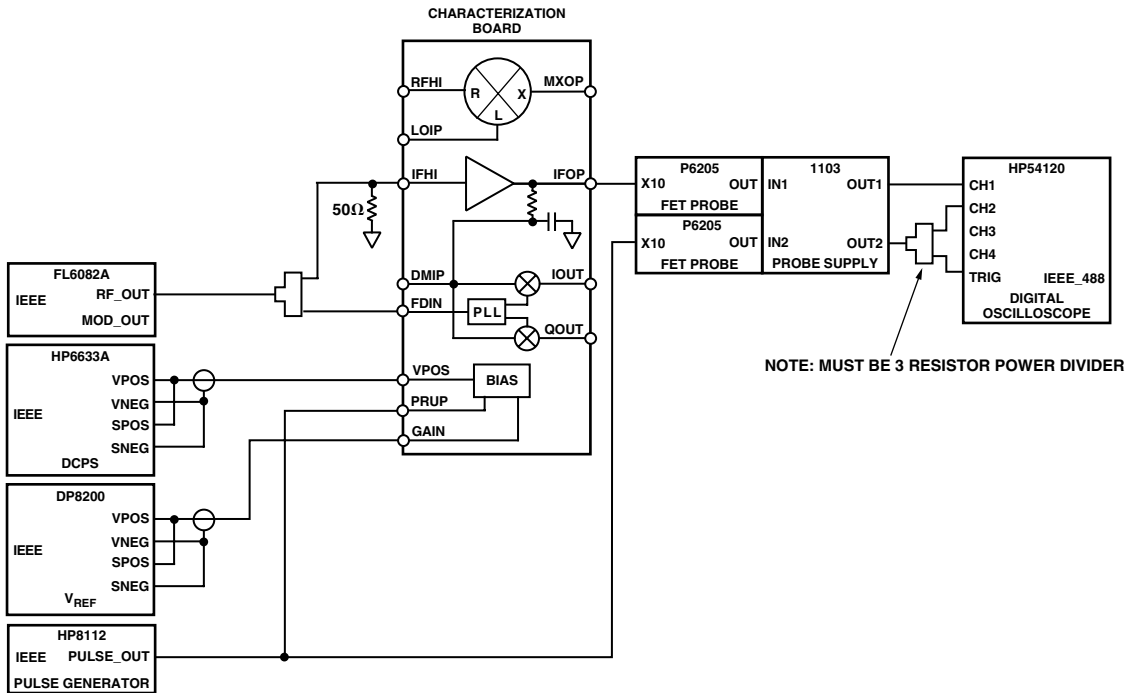 CHARACTERIZATION
BOARD
RFHI
R
X
L
MXOP
LOIP
IFHI
IFOP
50Ω
DMIP
IOUT
FDIN
PLL
QOUT
VPOS
BIAS
PRUP
GAIN
FL6082A
IEEE
RF_OUT
MOD_OUT
HP6633A
VPOS
IEEE
VNEG
SPOS
SNEG
DCPS
DP8200
VPOS
IEEE
VNEG
SPOS
SNEG
VREF
HP8112
IEEE
PULSE_OUT
PULSE GENERATOR
P6205
X10
OUT
FET PROBE
P6205
X10
OUT
FET PROBE
1103
IN1
OUT1
IN2
OUT2
PROBE SUPPLY
HP54120
CH1
CH2
CH3
CH4
TRIG
IEEE_488
DIGITAL
OSCILLOSCOPE
NOTE: MUST BE 3 RESISTOR POWER DIVIDER